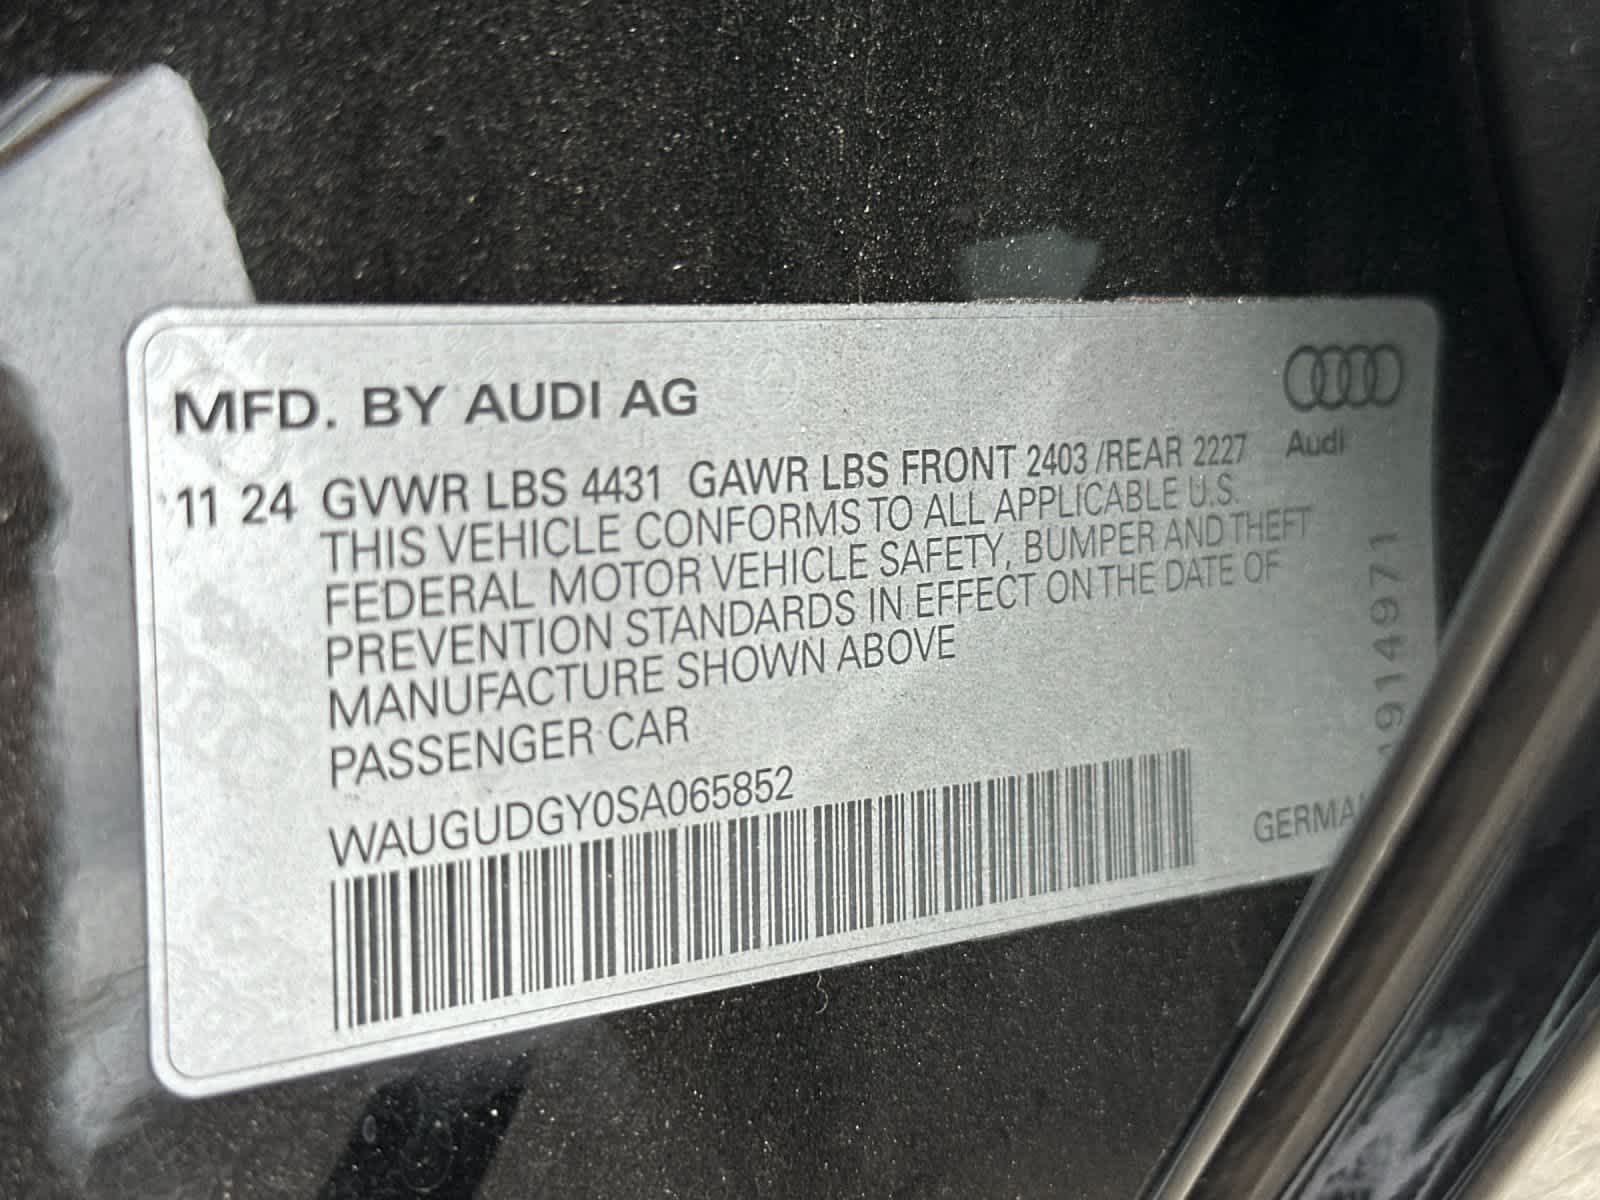 MFD. BY AUDI AG
Audi
11 24 GVWR LBS 4431 GAWR LBS FRONT 2403 /REAR 2227
THIS VEHICLE CONFORMS TO ALL APPLICABLE U.S.
FEDERAL MOTOR VEHICLE SAFETY, BUMPER AND THEFT
PREVENTION STANDARDS IN EFFECT ON THE DATE OF
MANUFACTURE SHOWN ABOVE
PASSENGER CAR
WAUGUDGY0SA065852